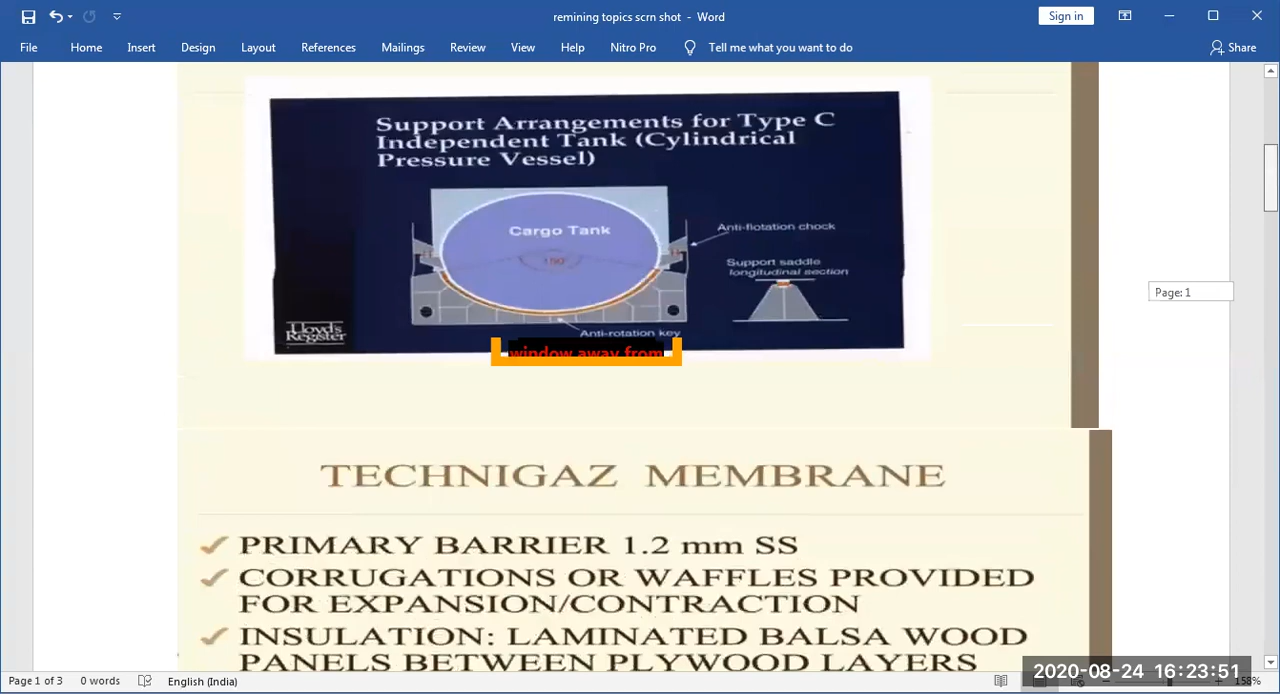 remining topics scrn shot - Word
Sign in
File Home Insert Design Layout References Mailings Review View Help Nitro Pro Tell me what you want to do Share
Support Arrangements for Type C
Independent Tank (Cylindrical
Pressure Vessel)
Cargo Tank
Anti-flotation chock
Support saddle
longitudinal section
Anti-rotation key
Lloyd's
Register
window away from
Page: 1
TECHNIGAZ MEMBRANE
PRIMARY BARRIER 1.2 mm SS
CORRUGATIONS OR WAFFLES PROVIDED
FOR EXPANSION/CONTRACTION
INSULATION: LAMINATED BALSA WOOD
PANELS BETWEEN PLYWOOD LAYERS
2020-08-24 16:23:51
Page 1 of 3 0 words English (India) 158%